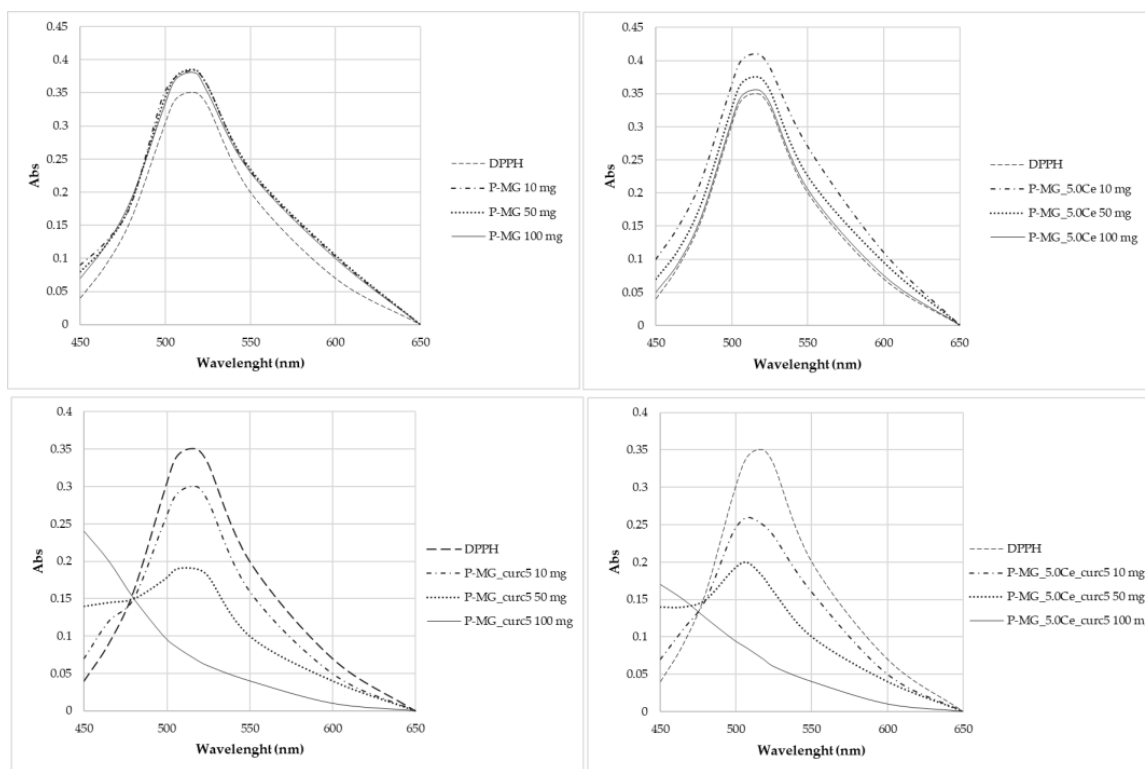 0.45
0.4
0.35
0.3
0.25
0.2
0.15
0.1
0.05
0
Abs
450 500 550 600 650
Wavelenght (nm)
DPPH
P-MG 10 mg
P-MG 50 mg
P-MG 100 mg
0.45
0.4
0.35
0.3
0.25
0.2
0.15
0.1
0.05
0
Abs
450 500 550 600 650
Wavelenght (nm)
DPPH
P-MG_5.0Ce 10 mg
P-MG_5.0Ce 50 mg
P-MG_5.0Ce 100 mg
0.4
0.35
0.3
0.25
0.2
0.15
0.1
0.05
0
Abs
450 500 550 600 650
Wavelenght (nm)
DPPH
P-MG_curc5 10 mg
P-MG_curc5 50 mg
P-MG_curc5 100 mg
0.4
0.35
0.3
0.25
0.2
0.15
0.1
0.05
0
Abs
450 500 550 600 650
Wavelenght (nm)
DPPH
P-MG_5.0Ce_curc5 10 mg
P-MG_5.0Ce_curc5 50 mg
P-MG_5.0Ce_curc5 100 m